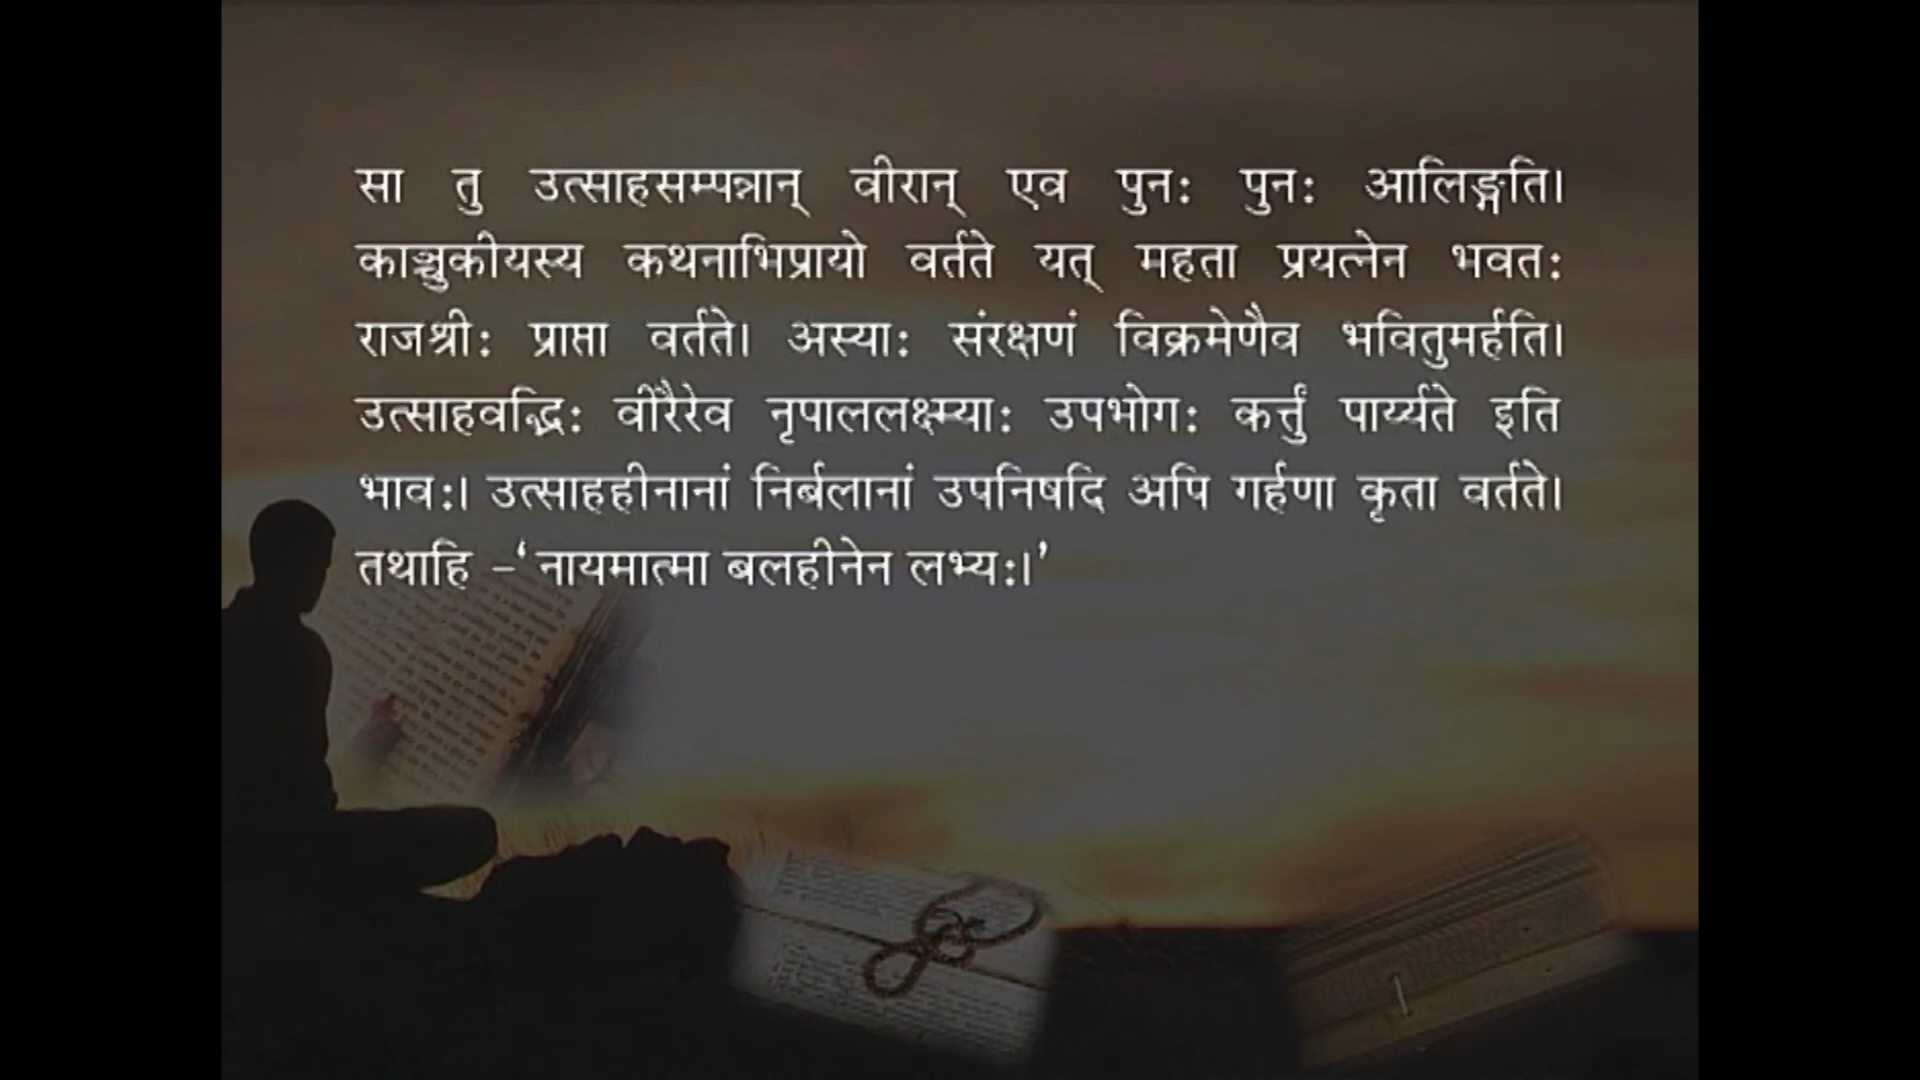 सा तु उत्साहसम्पन्नान् वीरान् एव पुनः पुनः आलिङ्गति।
काञ्चुकीयस्य कथनाभिप्रायो वर्तते यत् महता प्रयत्नेन भवतः
राजश्रीः प्राप्ता वर्तते। अस्याः संरक्षणं विक्रमेणैव भवितुमर्हति।
उत्साहवद्भिः वीरैरेव नृपाललक्ष्म्याः उपभोगः कर्त्तुं पार्य्यते इति
भावः। उत्साहहीनानां निर्बलानां उपनिषदि अपि गर्हणा कृता वर्तते।
तथाहि –‘नायमात्मा बलहीनेन लभ्यः।’